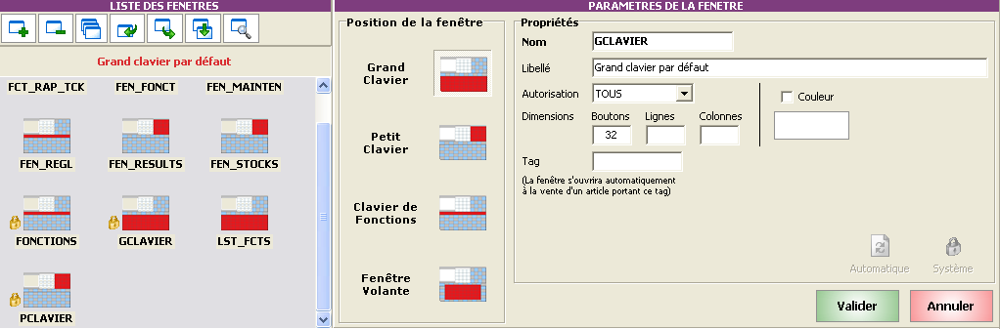 LISTE DES FENETRES
Grand clavier par défaut
FCT_RAP_TCK FEN_FONCT FEN_MAINTEN
FEN_REGL FEN_RESULTS FEN_STOCKS
FONCTIONS GCLAVIER LST_FCTS
PCLAVIER
PARAMETRES DE LA FENETRE
Position de la fenêtre
Grand
Clavier
Petit
Clavier
Clavier de
Fonctions
Fenêtre
Volante
Propriétés
Nom GCLAVIER
Libellé Grand clavier par défaut
Autorisation TOUS Couleur
Dimensions Boutons Lignes Colonnes
32
Tag
(La fenêtre s'ouvrira automatiquement
à la vente d'un article portant ce tag)
Automatique Système
Valider Annuler